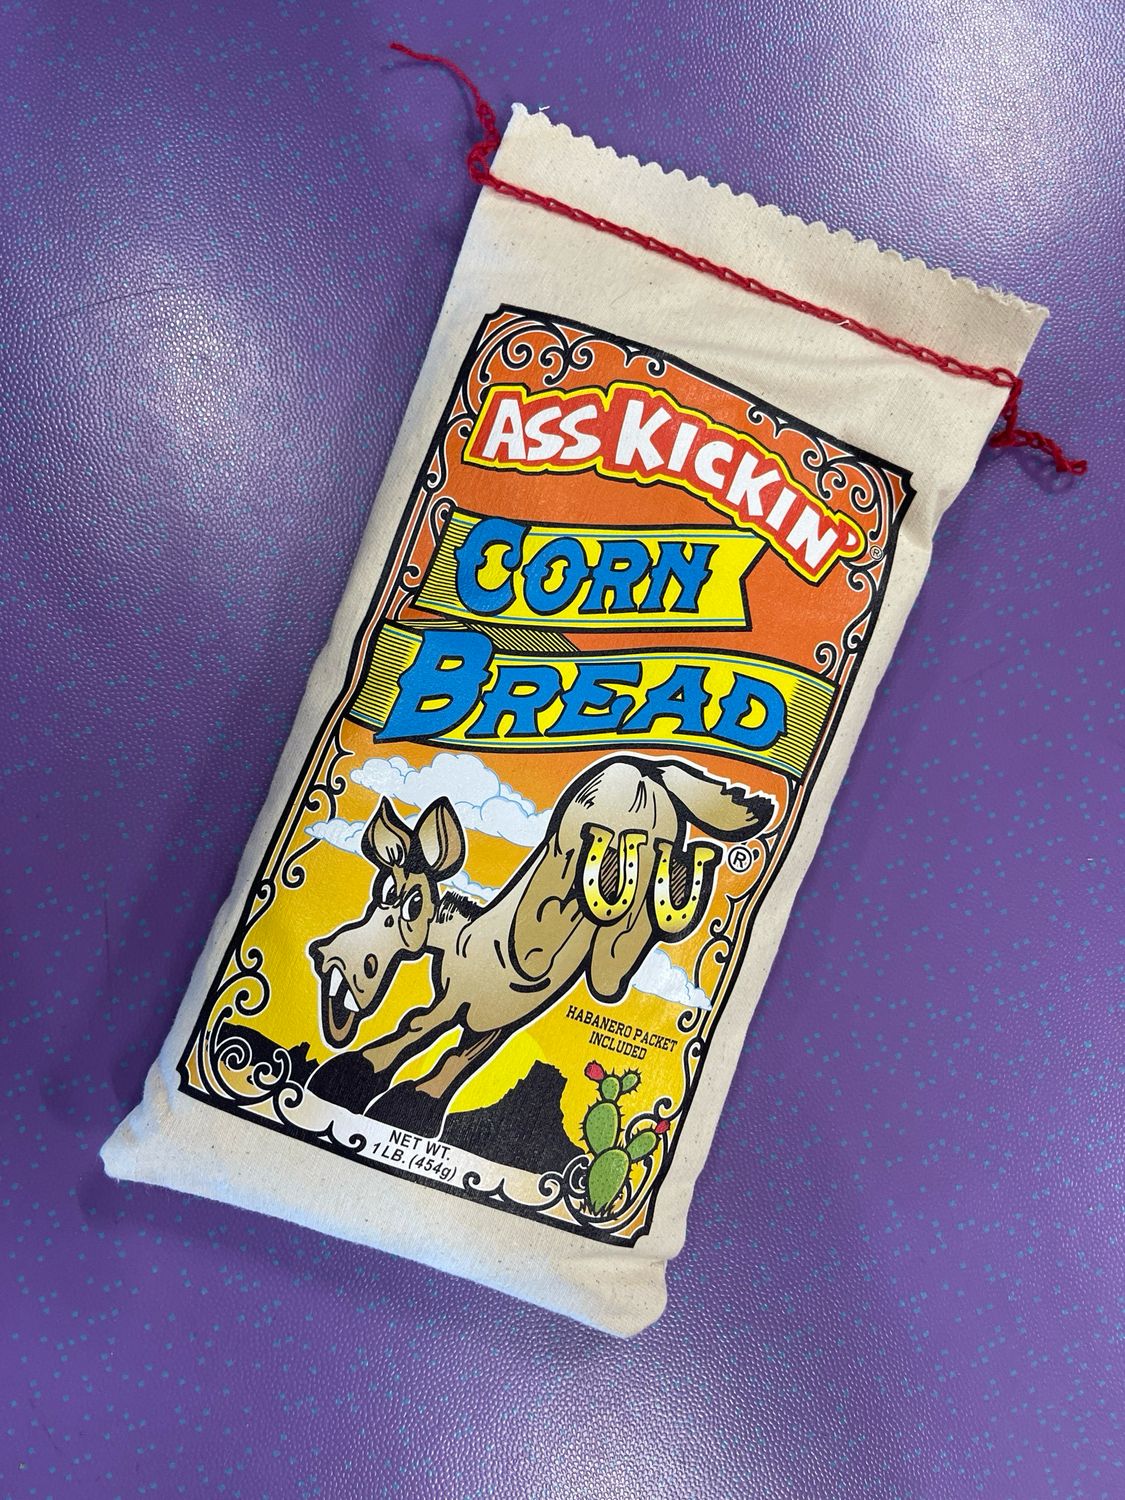 ASS KICKIN'®
CORN
BREAD
®
HABANERO PACKET
INCLUDED
NET WT.
1 LB. (454g)